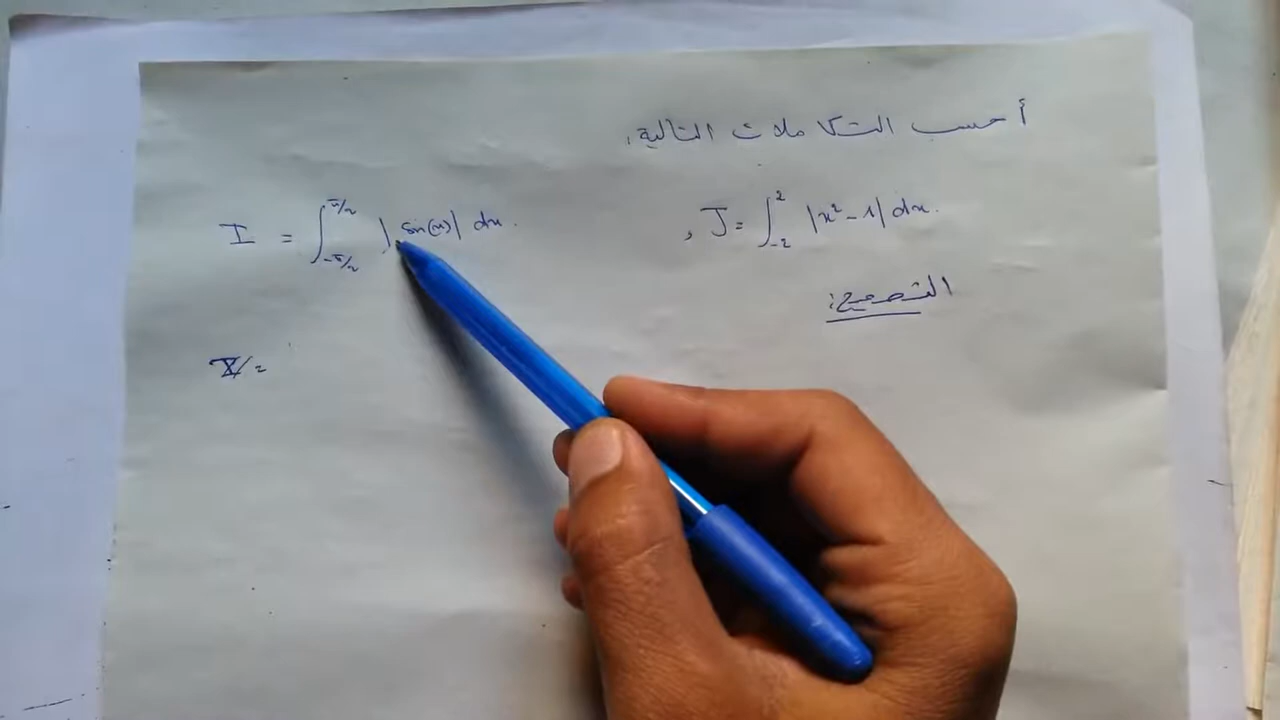 أحسب التكاملات التالية،
I = ∫_{-π/2}^{π/2} |sin(x)| dx. , J = ∫_{-2}^{2} |x² - 1| dx.
التصحيح:
I/ =